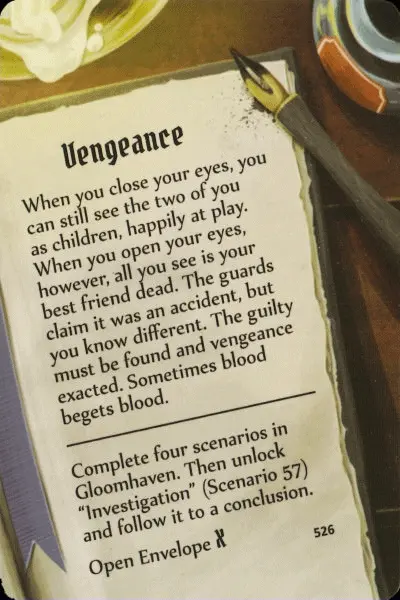 Vengeance
When you close your eyes, you
can still see the two of you
as children, happily at play.
When you open your eyes,
however, all you see is your
best friend dead. The guards
claim it was an accident, but
you know different. The guilty
must be found and vengeance
exacted. Sometimes blood
begets blood.
Complete four scenarios in
Gloomhaven. Then unlock
“Investigation” (Scenario 57)
and follow it to a conclusion.
Open Envelope X
526